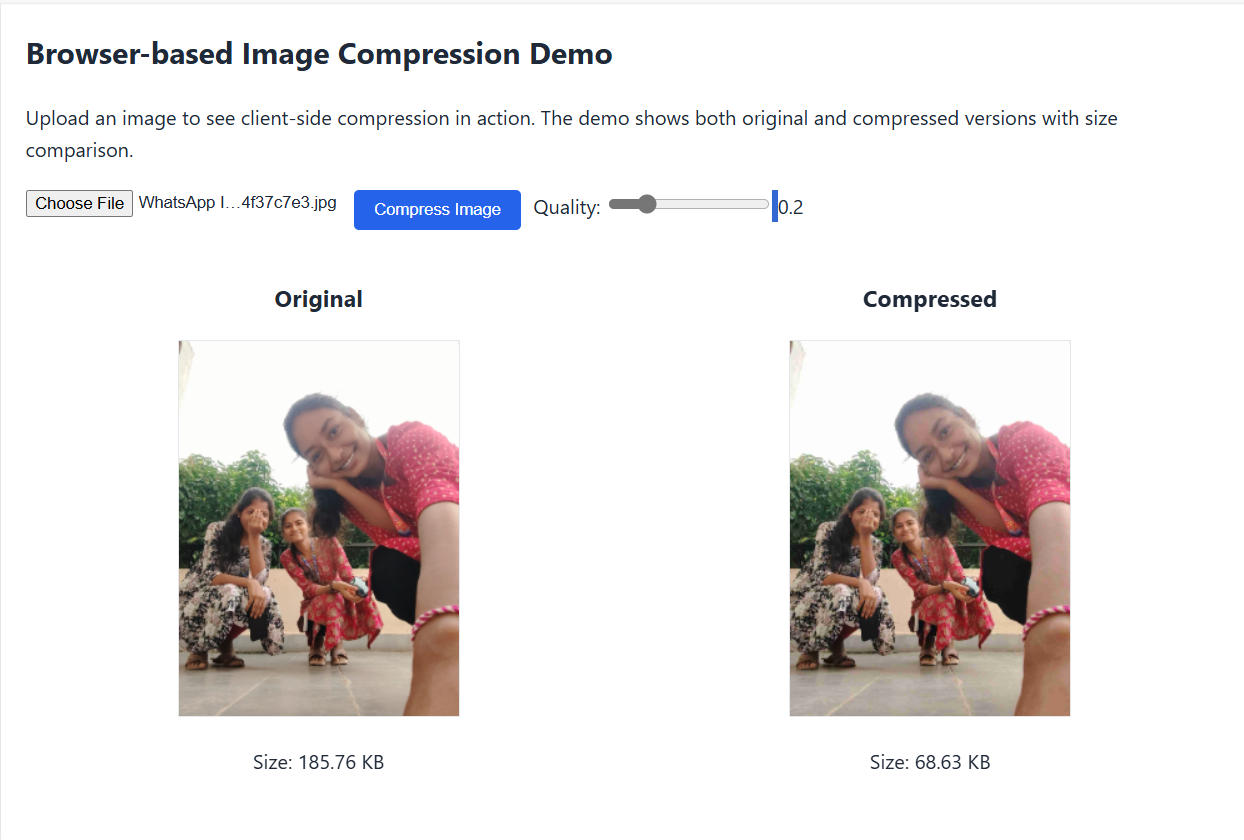 Browser-based Image Compression Demo
Upload an image to see client-side compression in action. The demo shows both original and compressed versions with size
comparison.
Choose File WhatsApp I...4f37c7e3.jpg Compress Image Quality: 0.2
Original Compressed
Size: 185.76 KB Size: 68.63 KB